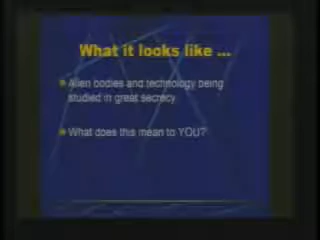 What it looks like ...
Alien bodies and technology being
studied in great secrecy
What does this mean to YOU?